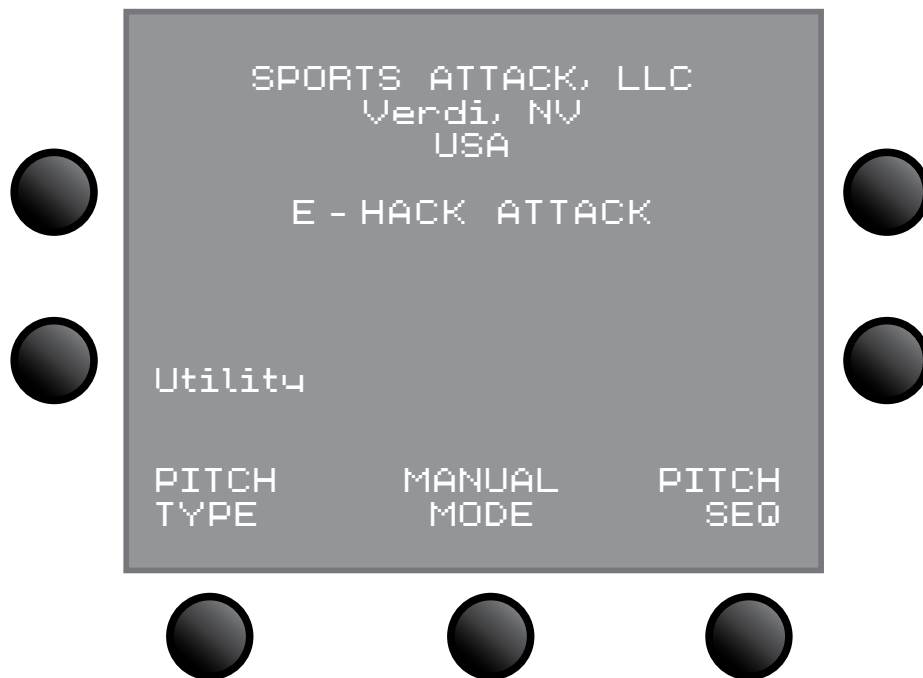 SPORTS ATTACK, LLC
Verdi, NV
USA
E-HACK ATTACK
Utility
PITCH MANUAL PITCH
TYPE MODE SEQ